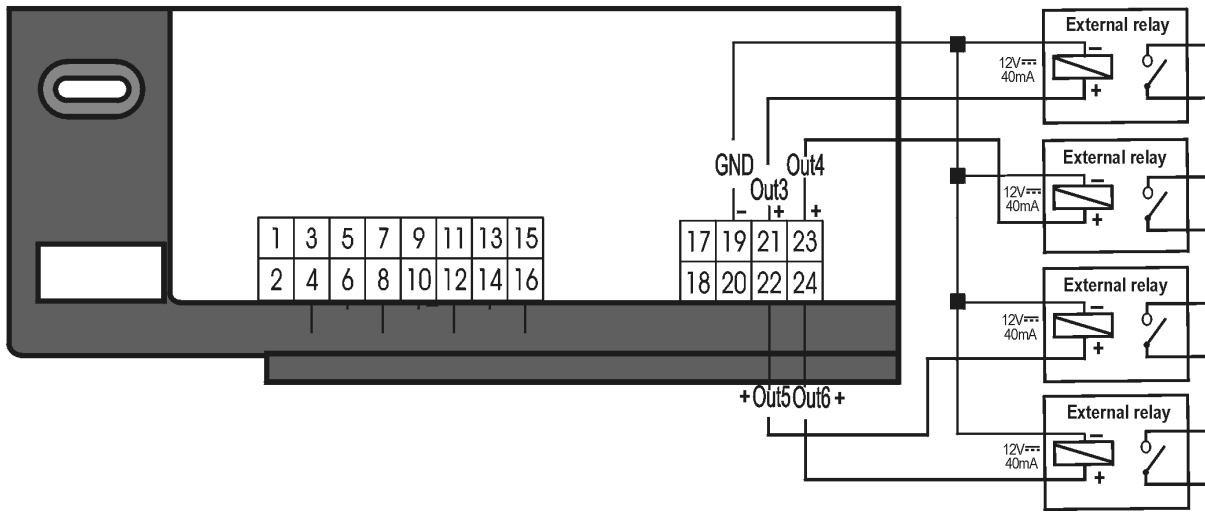 External relay
12V
40mA
−
+
External relay
12V
40mA
−
+
External relay
12V
40mA
−
+
External relay
12V
40mA
−
+
GND Out3 Out4
− + +
1 3 5 7 9 11 13 15
2 4 6 8 10 12 14 16
17 19 21 23
18 20 22 24
+ Out5 Out6 +